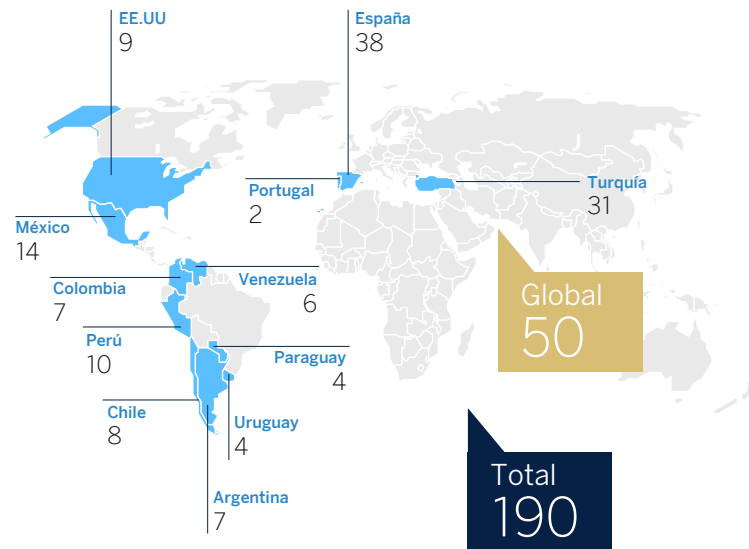 EE.UU
9
España
38
Portugal
2
Turquía
31
México
14
Colombia
7
Venezuela
6
Perú
10
Paraguay
4
Chile
8
Uruguay
4
Argentina
7
Global
50
Total
190